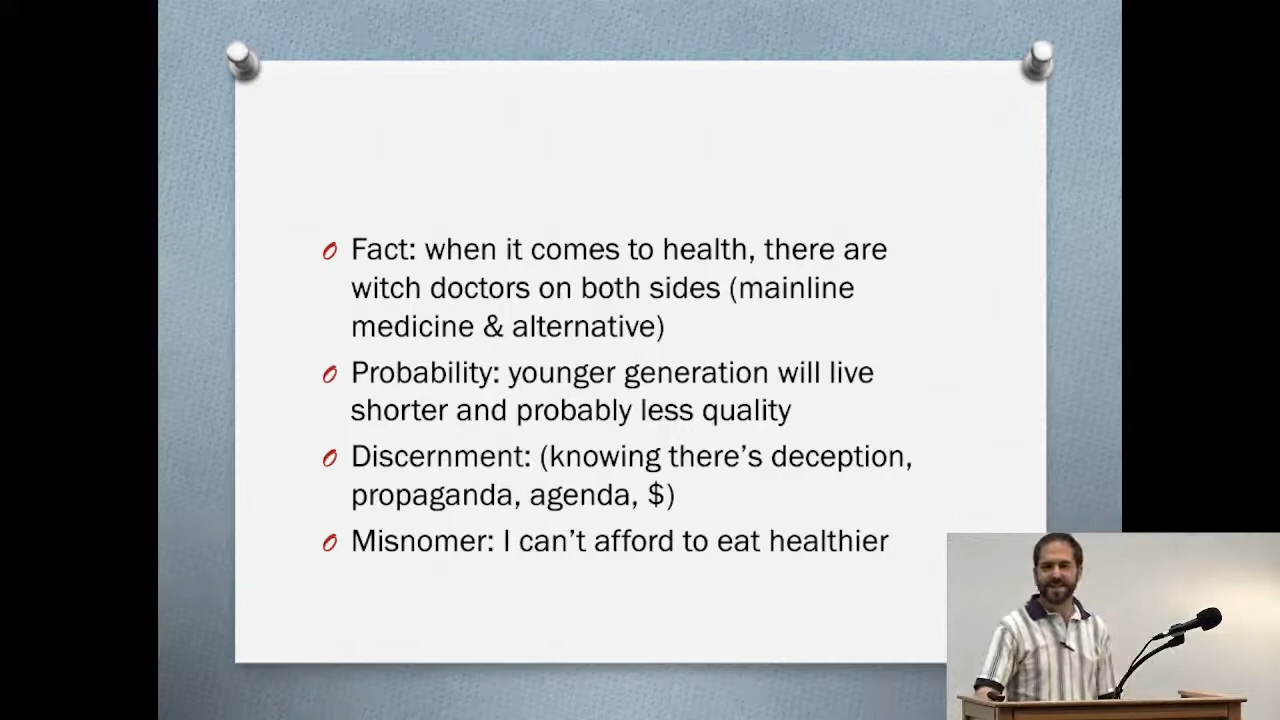 Fact: when it comes to health, there are
witch doctors on both sides (mainline
medicine & alternative)
Probability: younger generation will live
shorter and probably less quality
Discernment: (knowing there’s deception,
propaganda, agenda, $)
Misnomer: I can’t afford to eat healthier